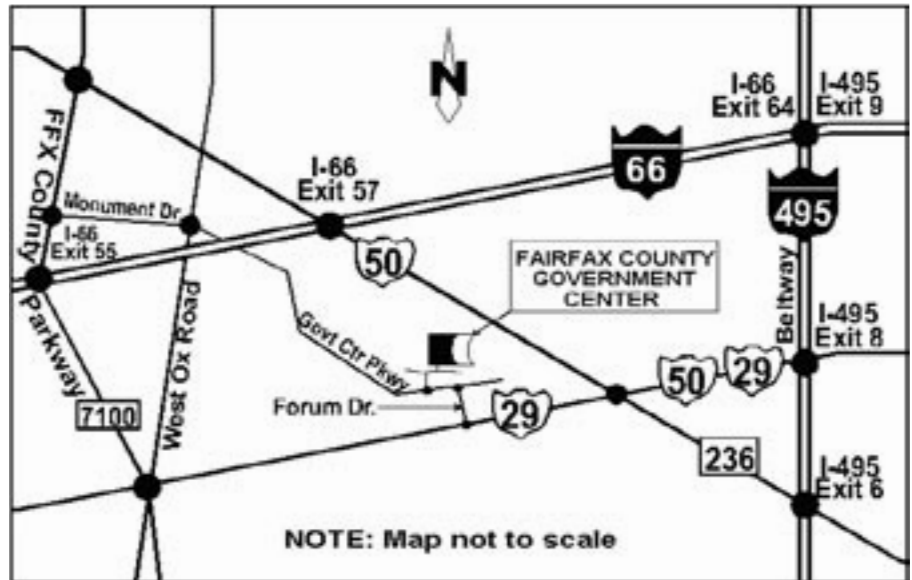 N
I-66
Exit 64
I-495
Exit 9
FFX County
Parkway
I-66
Exit 57
66
Monument Dr.
495
I-66
Exit 55
50
FAIRFAX COUNTY
GOVERNMENT
CENTER
Beltway
I-495
Exit 8
West Ox Road
Govt Ctr Pkwy
50
29
7100
Forum Dr.
29
236
I-495
Exit 6
NOTE: Map not to scale